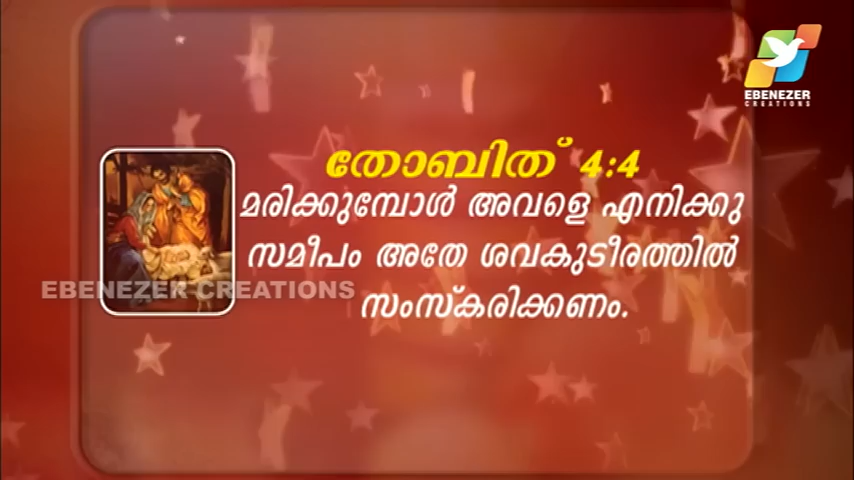 EBENEZER
CREATIONS
തോബിത് 4:4
മരിക്കുമ്പോൾ അവളെ എനിക്കു
സമീപം അതേ ശവകുടീരത്തിൽ
സംസ്കരിക്കണം.
EBENEZER CREATIONS